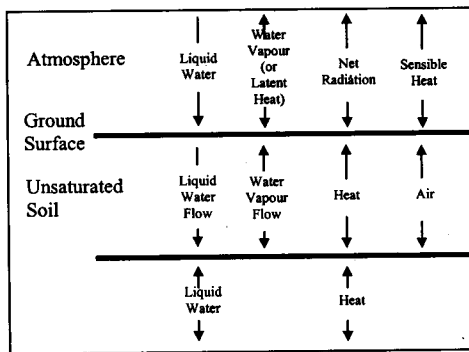 Atmosphere
Liquid
Water
Water
Vapour
(or
Latent
Heat)
Net
Radiation
Sensible
Heat
Ground
Surface
Unsaturated
Soil
Liquid
Water
Flow
Water
Vapour
Flow
Heat
Air
Liquid
Water
Heat